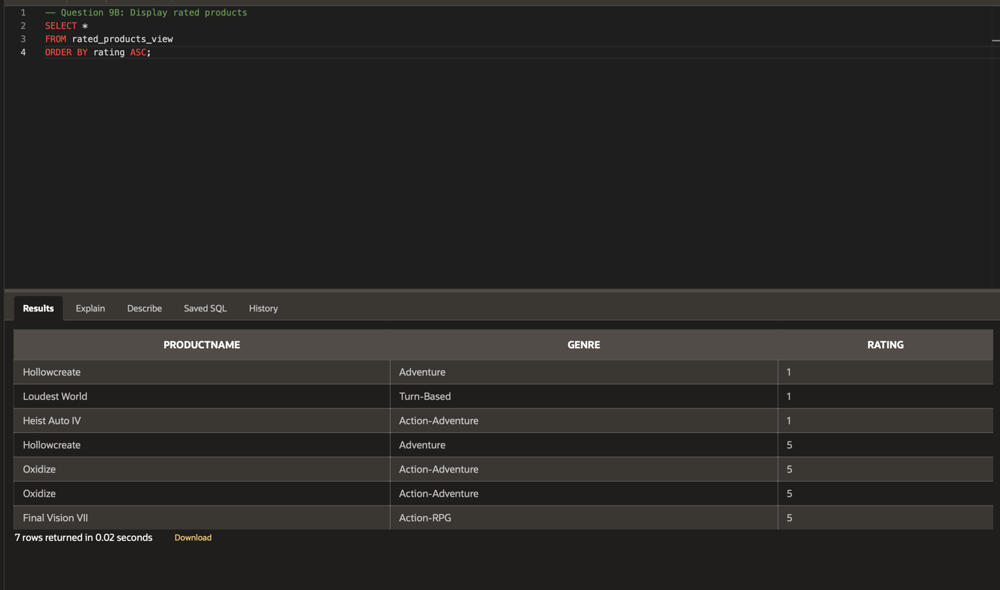 1 -- Question 9B: Display rated products
2 SELECT *
3 FROM rated_products_view
4 ORDER BY rating ASC;
Results Explain Describe Saved SQL History
PRODUCTNAME GENRE RATING
Hollowcreate Adventure 1
Loudest World Turn-Based 1
Heist Auto IV Action-Adventure 1
Hollowcreate Adventure 5
Oxidize Action-Adventure 5
Oxidize Action-Adventure 5
Final Vision VII Action-RPG 5
7 rows returned in 0.02 seconds Download